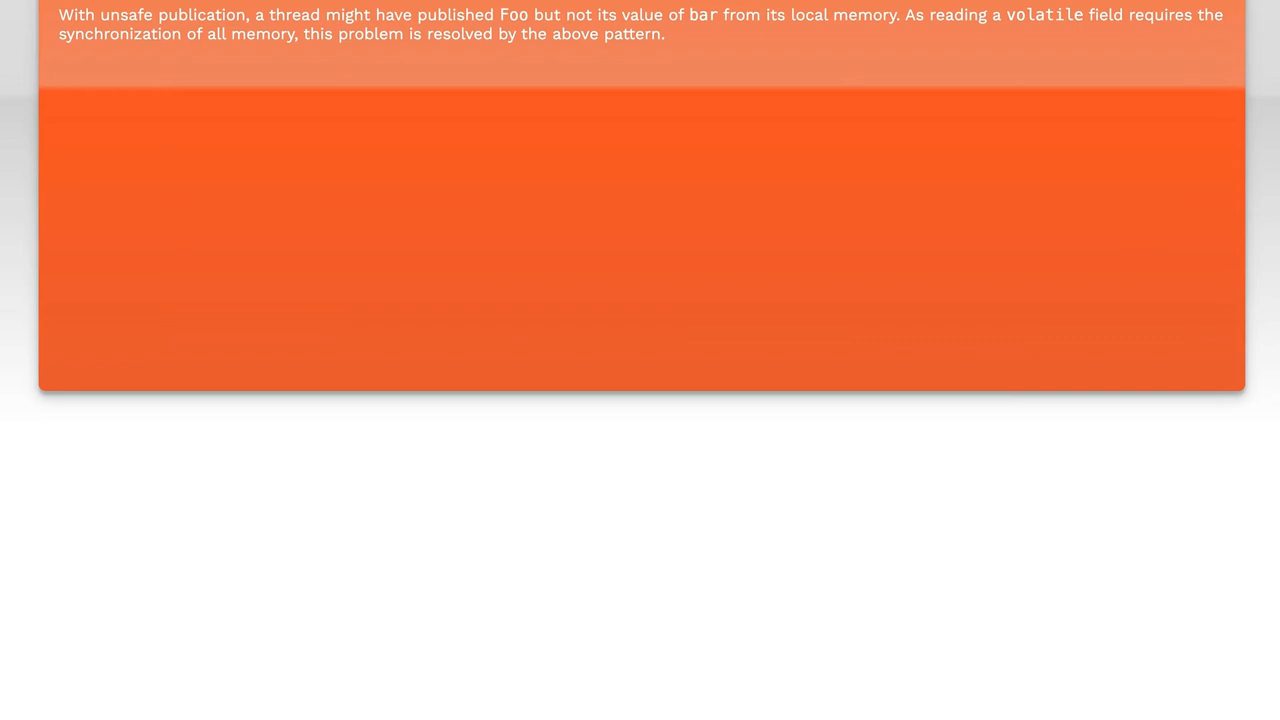 With unsafe publication, a thread might have published Foo but not its value of bar from its local memory. As reading a volatile field requires the
synchronization of all memory, this problem is resolved by the above pattern.